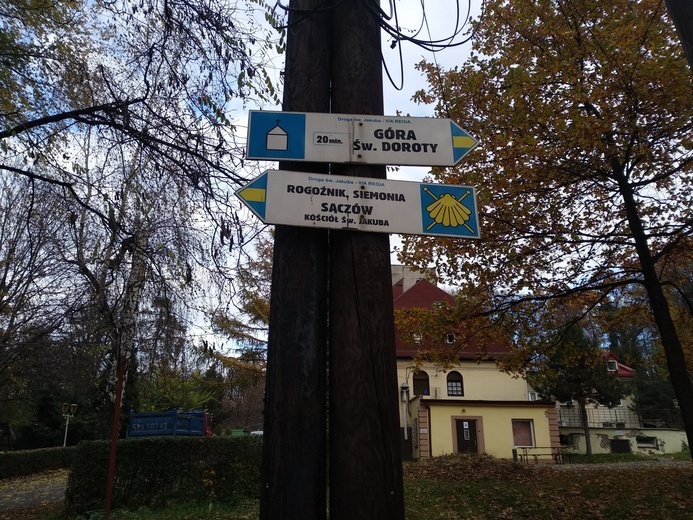 Droga św. Jakuba - VIA REGIA
20 min.
GÓRA
ŚW. DOROTY
Droga św. Jakuba - VIA REGIA
ROGOŹNIK, SIEMONIA
SĄCZÓW
KOŚCIÓŁ ŚW. JAKUBA